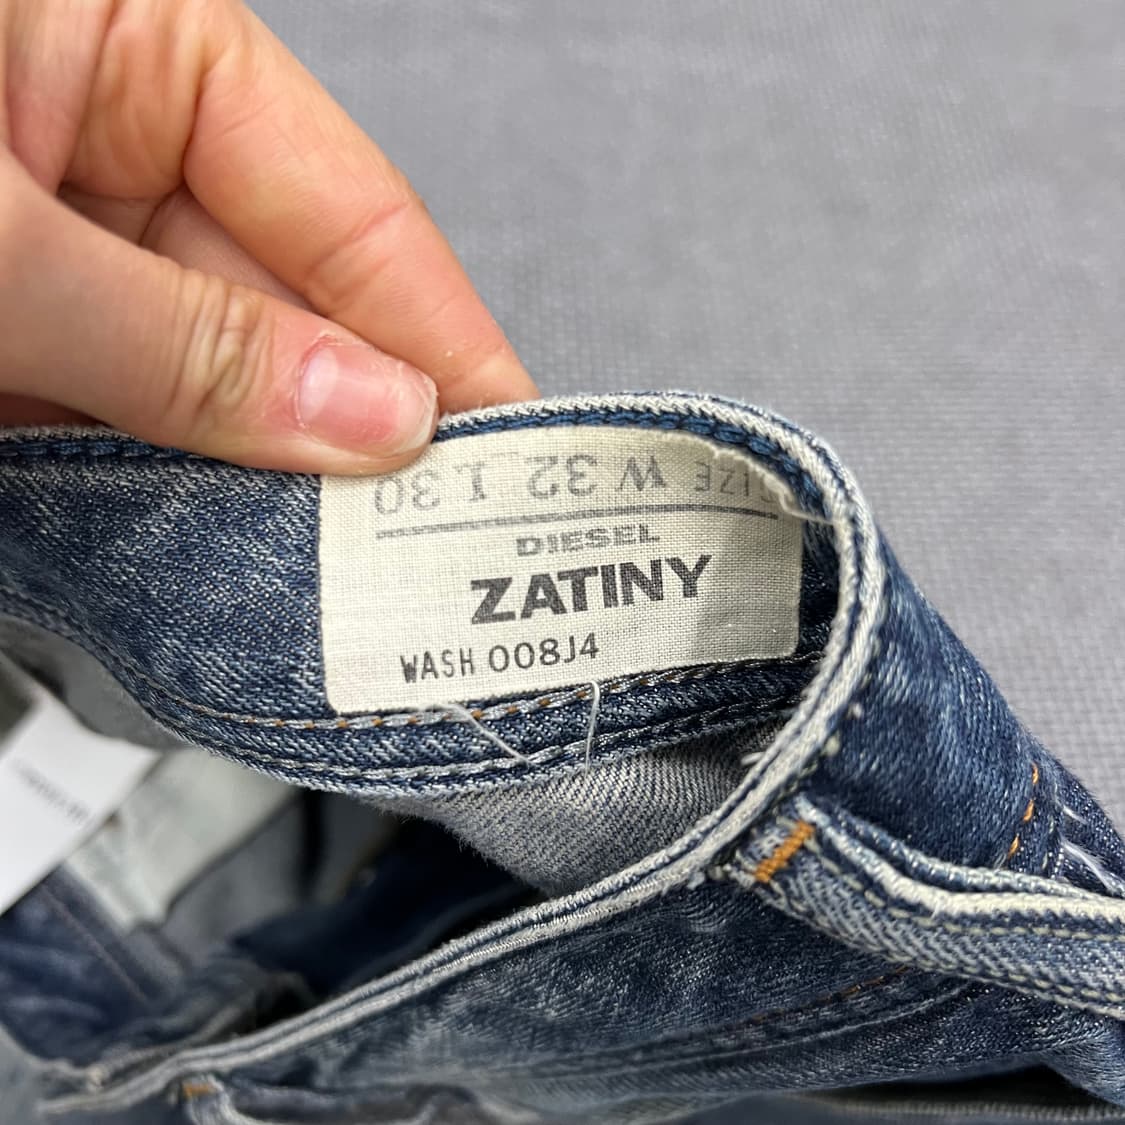 SIZE W 32 L 30
DIESEL
ZATINY
WASH 008J4